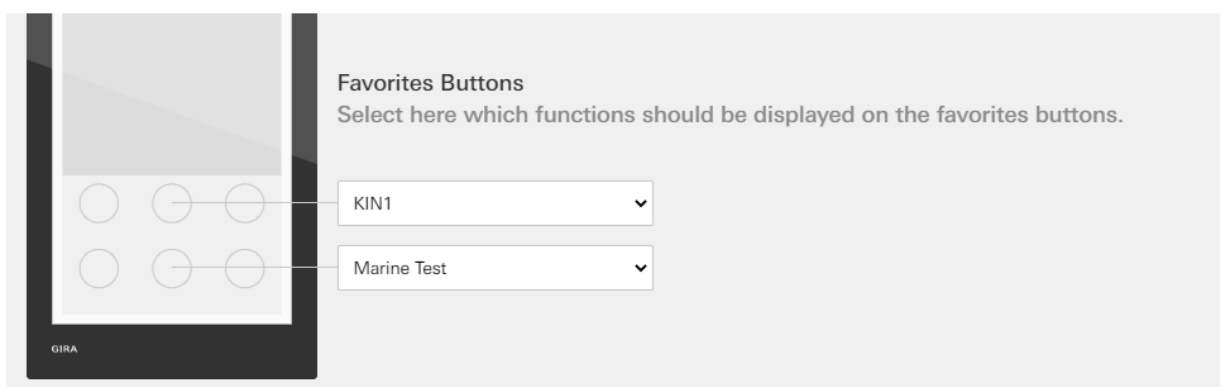 Favorites Buttons
Select here which functions should be displayed on the favorites buttons.
KIN1
Marine Test
GIRA